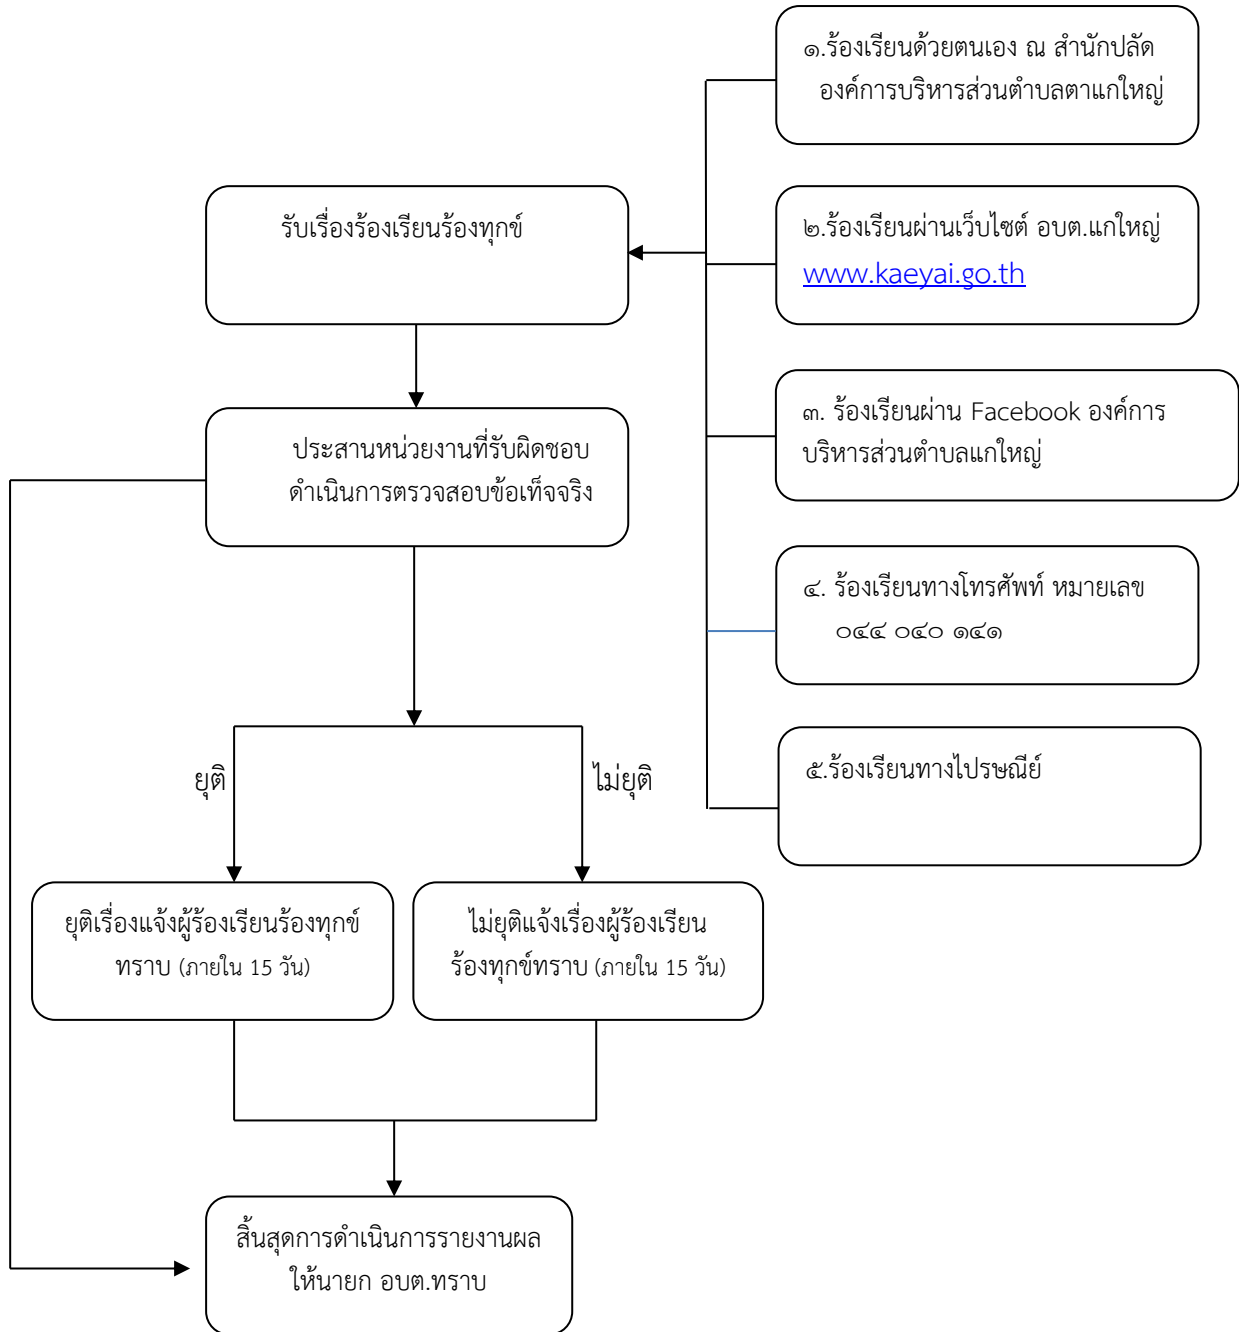 ๑.ร้องเรียนด้วยตนเอง ณ สำนักปลัด
องค์การบริหารส่วนตำบลตาแกใหญ่
รับเรื่องร้องเรียนร้องทุกข์
๒.ร้องเรียนผ่านเว็บไซต์ อบต.แกใหญ่
www.kaeyai.go.th
๓. ร้องเรียนผ่าน Facebook องค์การ
บริหารส่วนตำบลแกใหญ่
ประสานหน่วยงานที่รับผิดชอบ
ดำเนินการตรวจสอบข้อเท็จจริง
๔. ร้องเรียนทางโทรศัพท์ หมายเลข
๐๔๔ ๐๔๐ ๑๔๑
๕.ร้องเรียนทางไปรษณีย์
ยุติ
ไม่ยุติ
ยุติเรื่องแจ้งผู้ร้องเรียนร้องทุกข์
ทราบ (ภายใน 15 วัน)
ไม่ยุติแจ้งเรื่องผู้ร้องเรียน
ร้องทุกข์ทราบ (ภายใน 15 วัน)
สิ้นสุดการดำเนินการรายงานผล
ให้นายก อบต.ทราบ